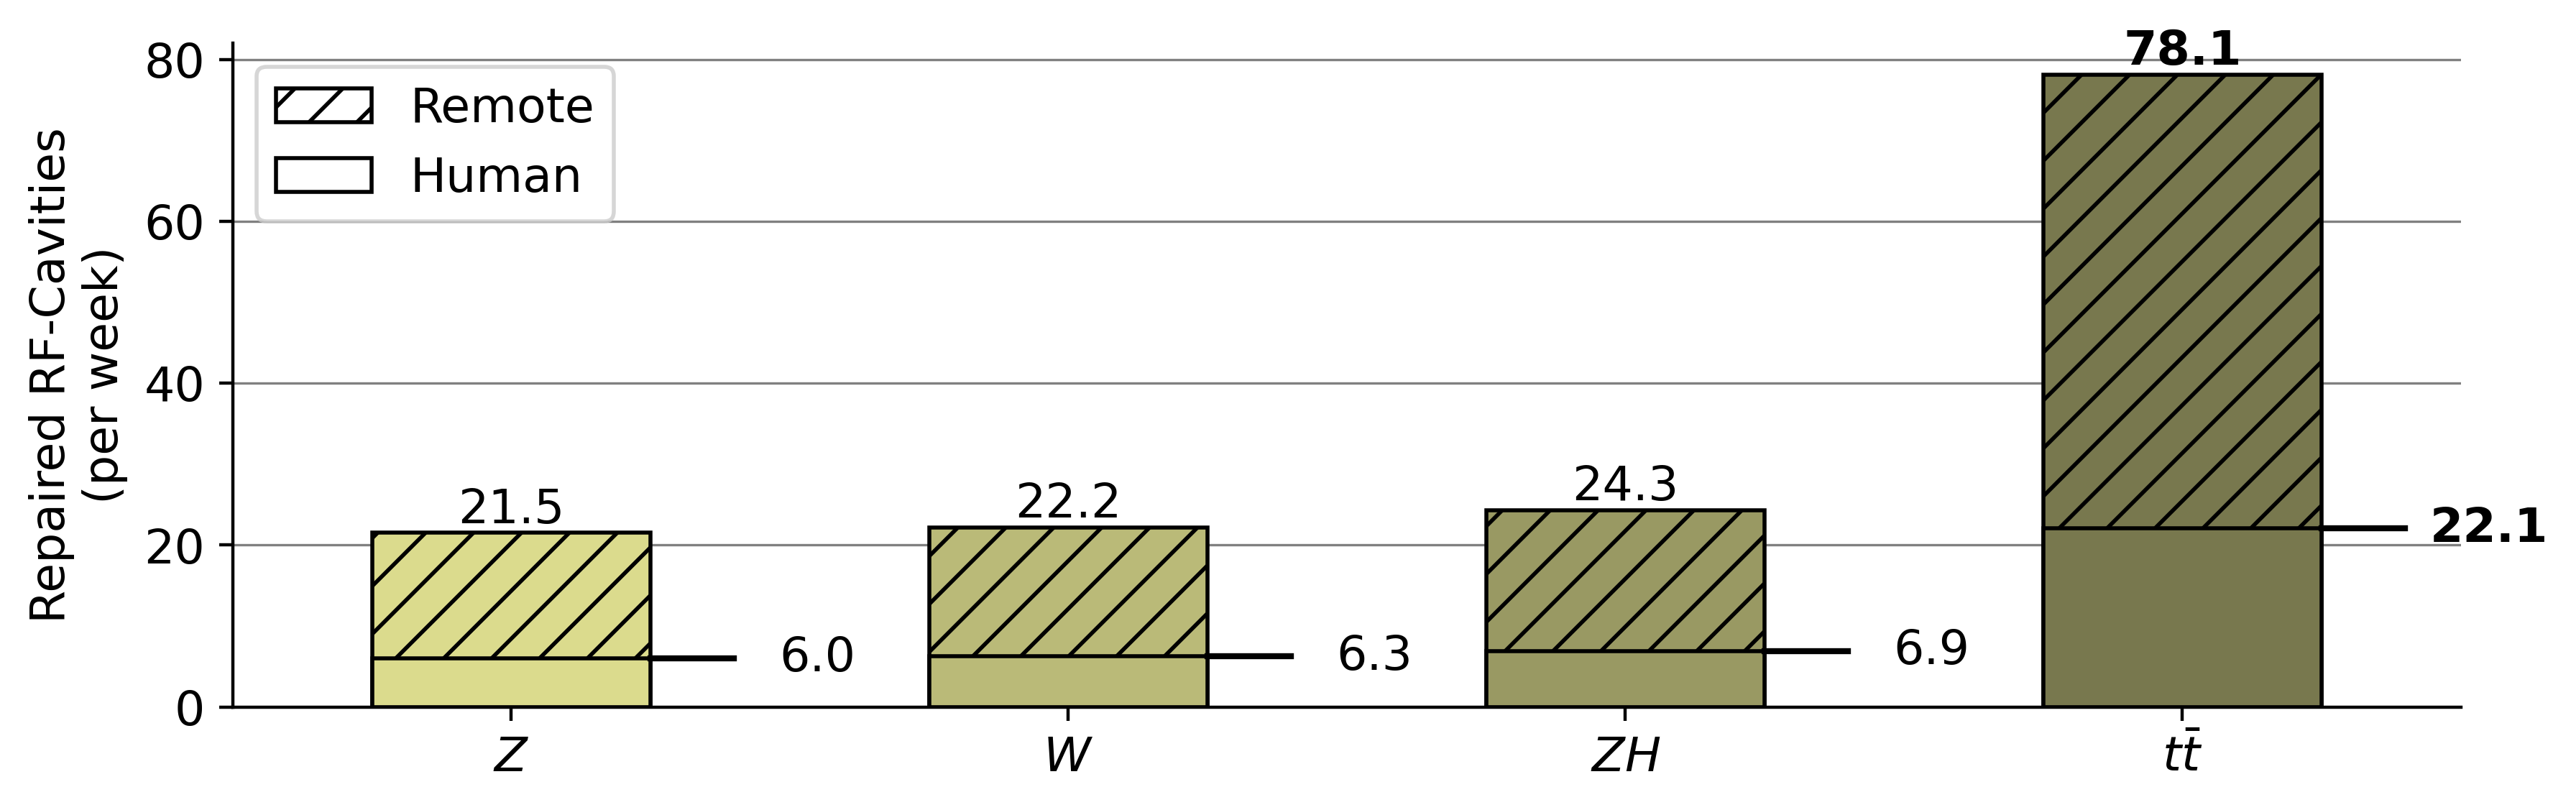 Repaired RF-Cavities
(per week)
80
60
40
20
0
Remote
Human
21.5
6.0
22.2
6.3
24.3
6.9
78.1
22.1
Z
W
ZH
tt̄